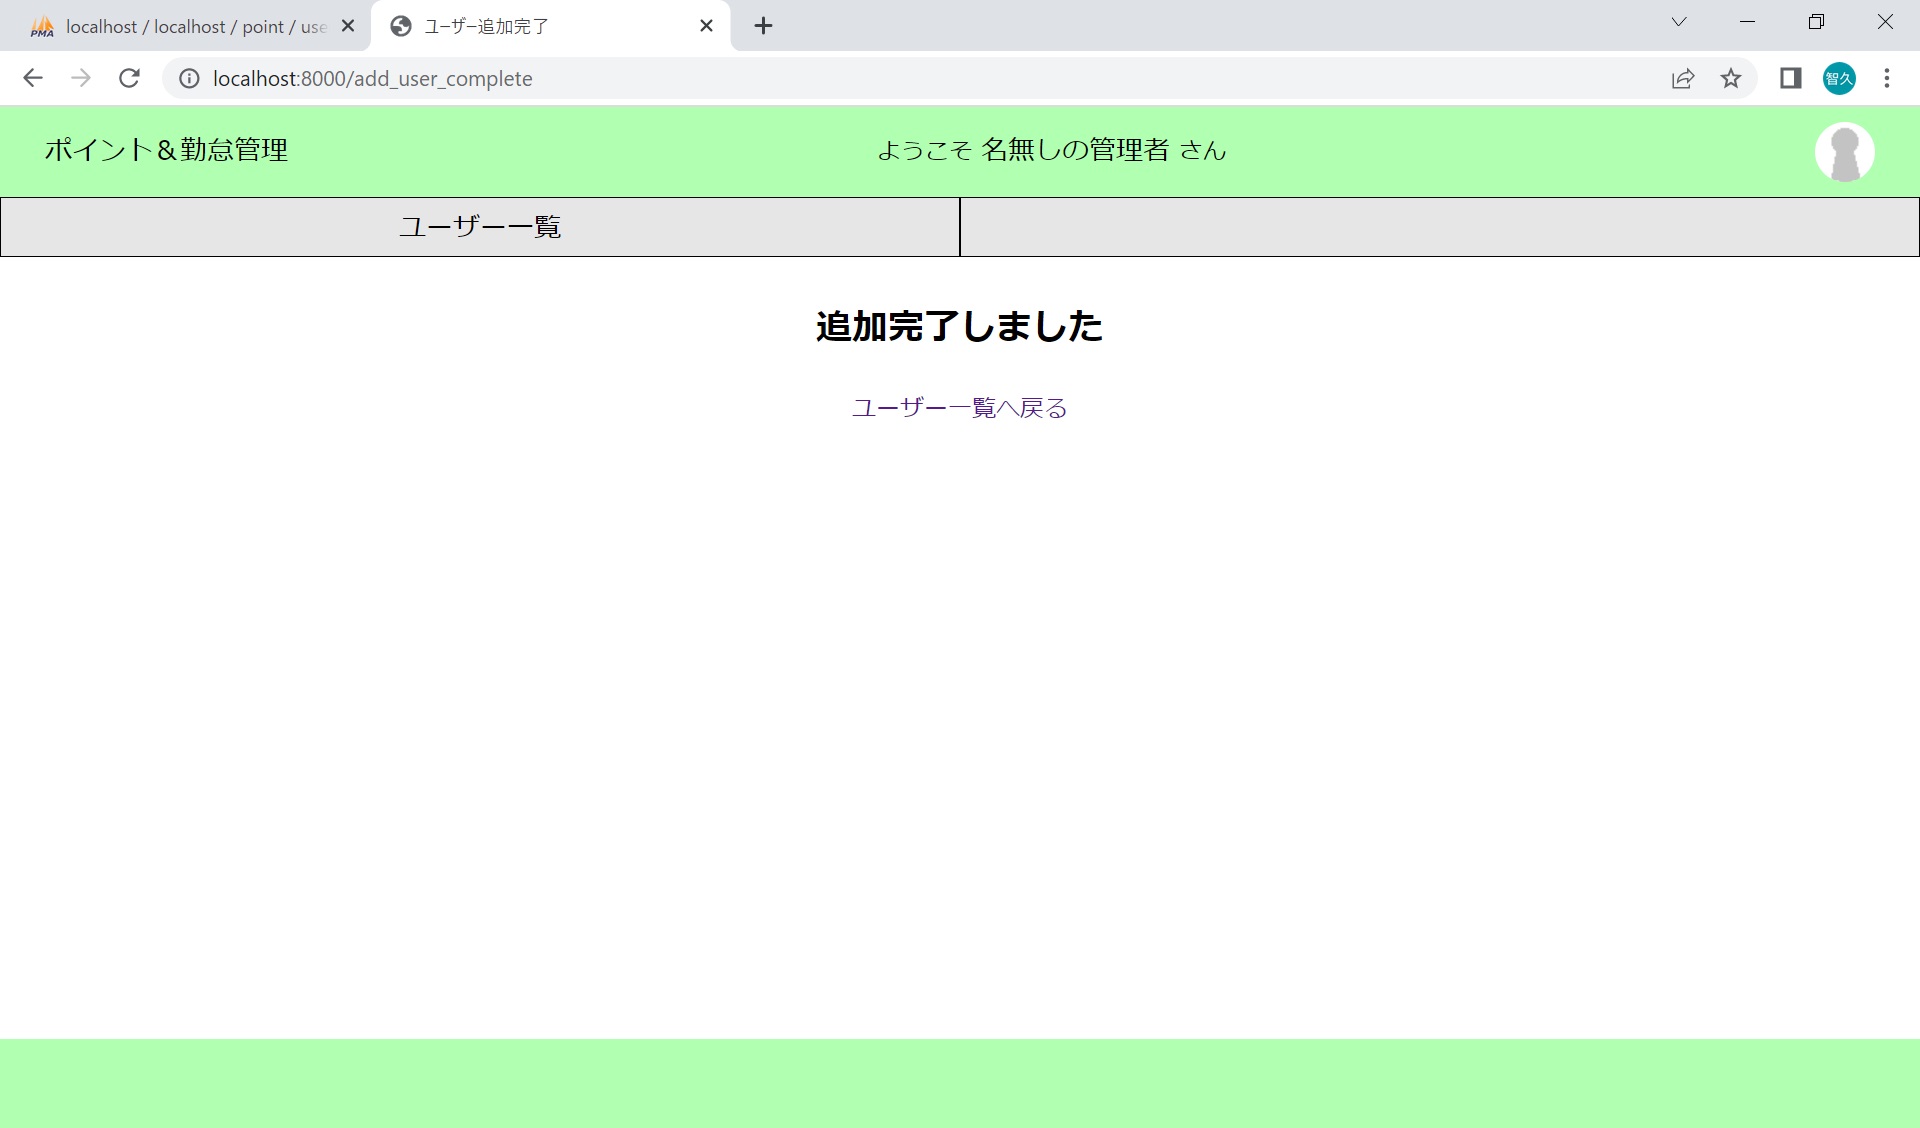 localhost / localhost / point / use
ユーザー追加完了
localhost:8000/add_user_complete
智久
ポイント＆勤怠管理
ようこそ 名無しの管理者 さん
ユーザー一覧
追加完了しました
ユーザー一覧へ戻る